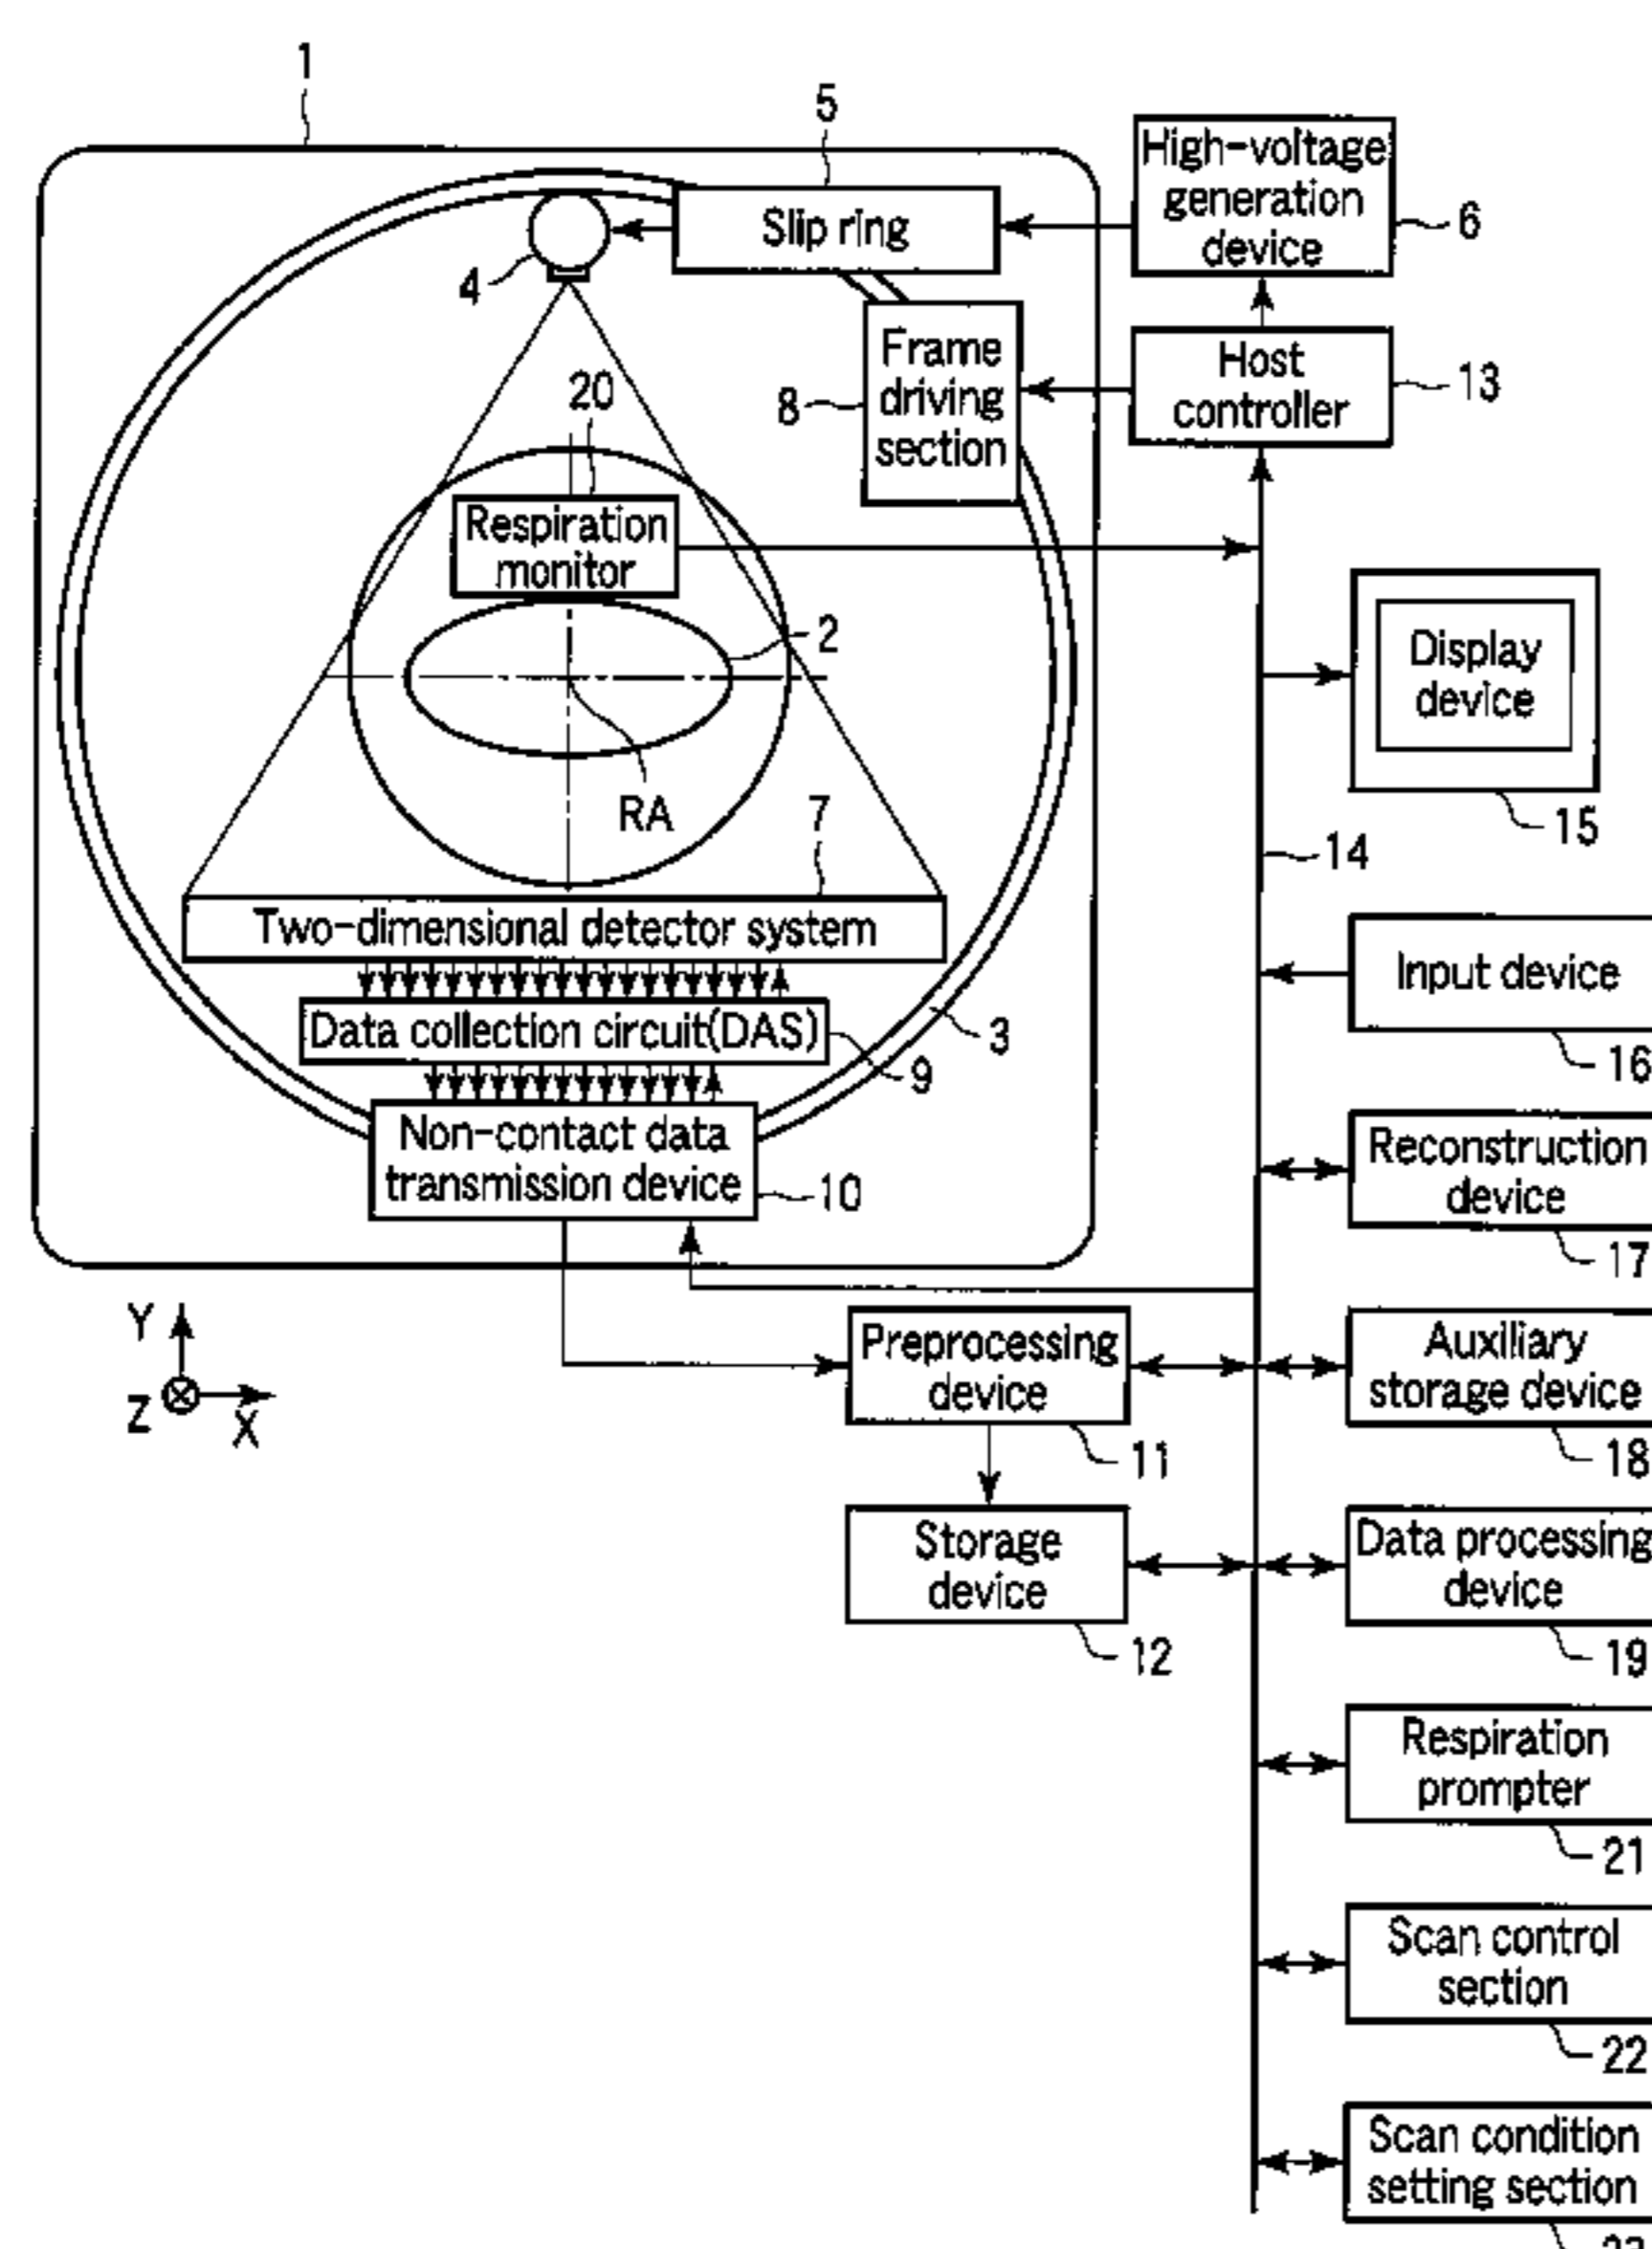 1
5
High-voltage
generation
device
6
Slip ring
4
Frame
driving
section
8
Host
controller
13
20
Respiration
monitor
2
Display
device
15
RA
7
14
Two-dimensional detector system
Input device
16
Data collection circuit(DAS)
3
9
Non-contact data
transmission device
10
Reconstruction
device
17
Y
Z
X
Preprocessing
device
11
Auxiliary
storage device
18
Storage
device
12
Data processing
device
19
Respiration
prompter
21
Scan control
section
22
Scan condition
setting section